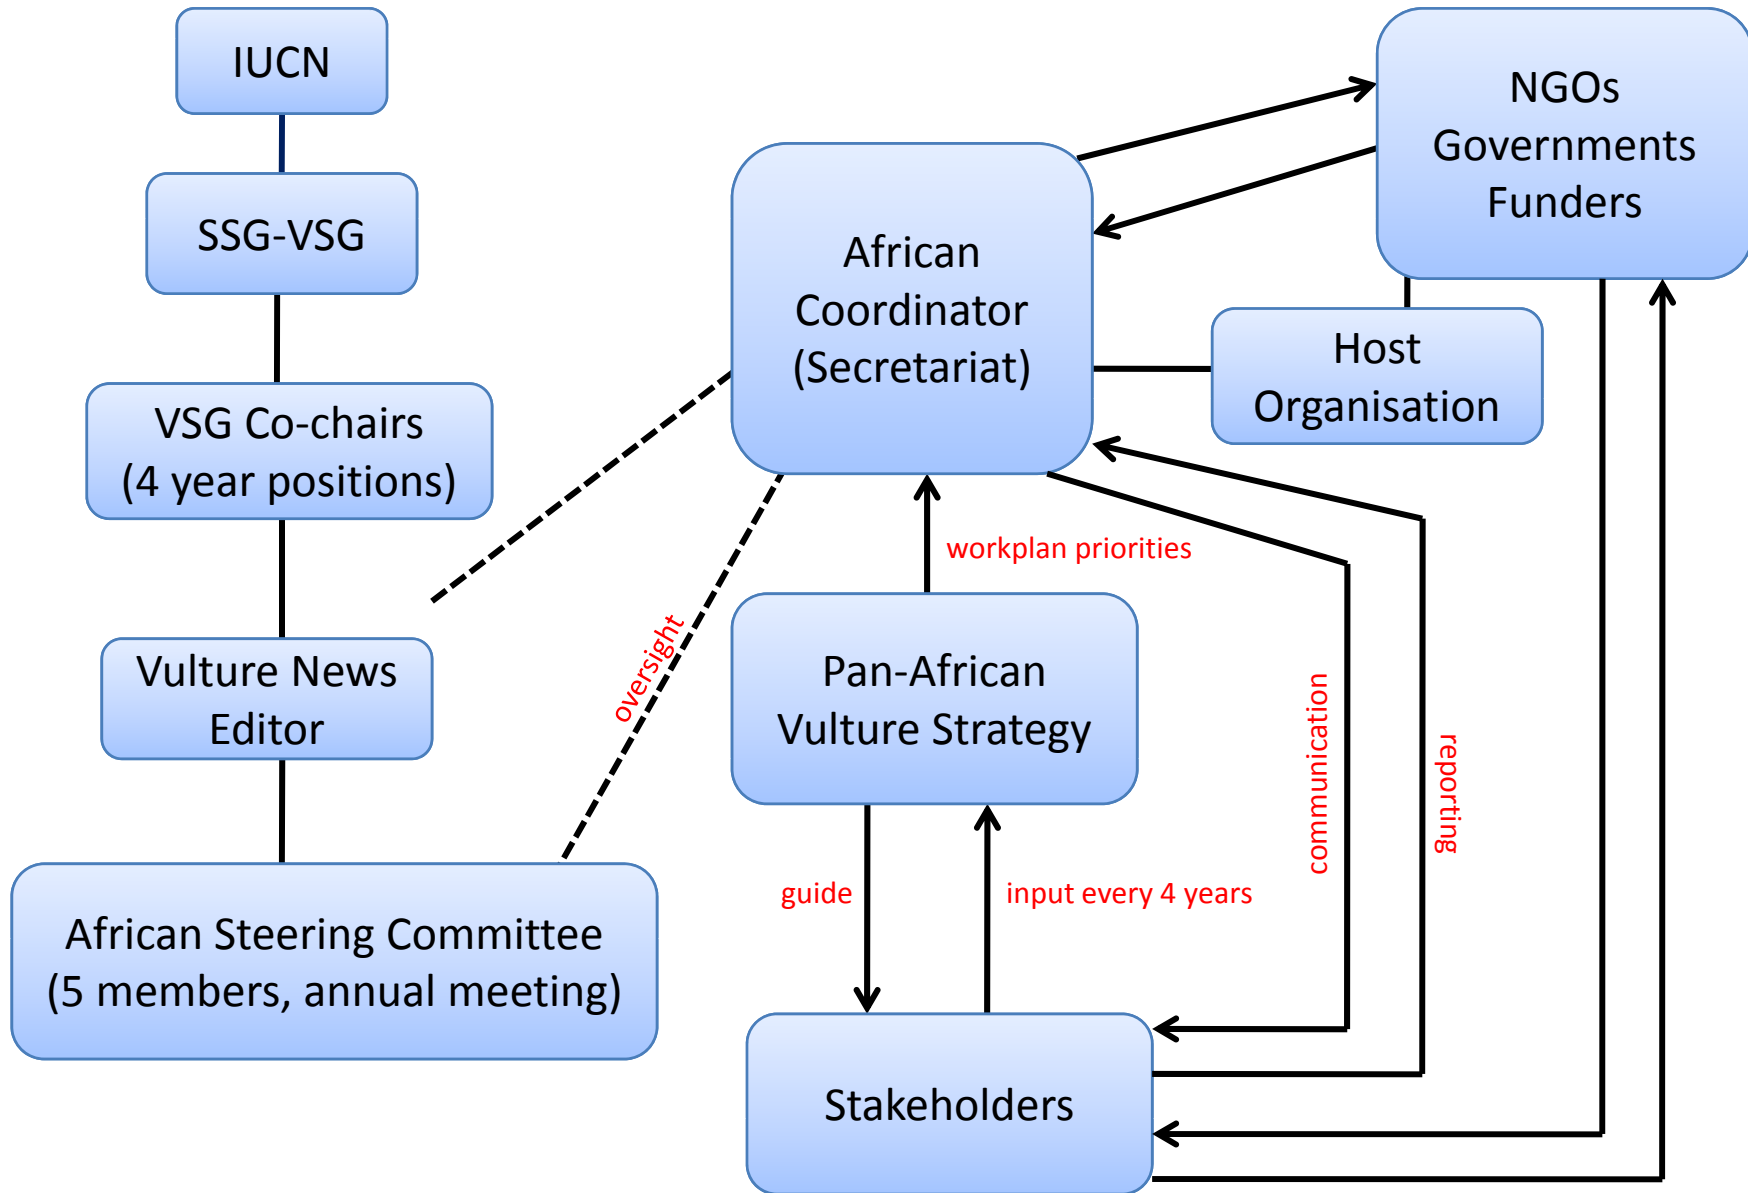 IUCN
SSG-VSG
VSG Co-chairs
(4 year positions)
Vulture News
Editor
African Steering Committee
(5 members, annual meeting)
African
Coordinator
(Secretariat)
NGOs
Governments
Funders
Host
Organisation
workplan priorities
oversight
Pan-African
Vulture Strategy
communication
reporting
guide
input every 4 years
Stakeholders